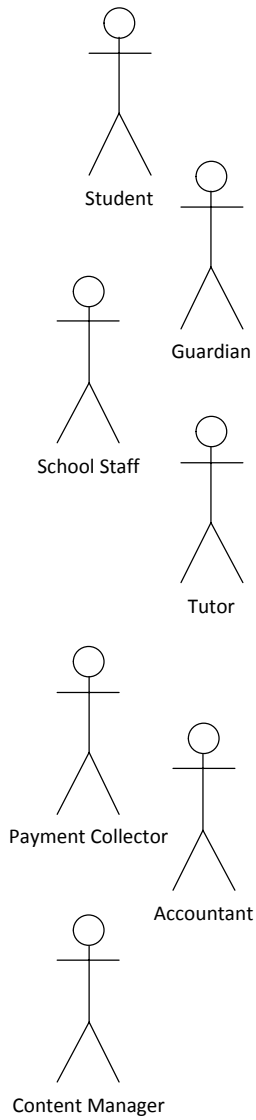 Student
Guardian
School Staff
Tutor
Payment Collector
Accountant
Content Manager